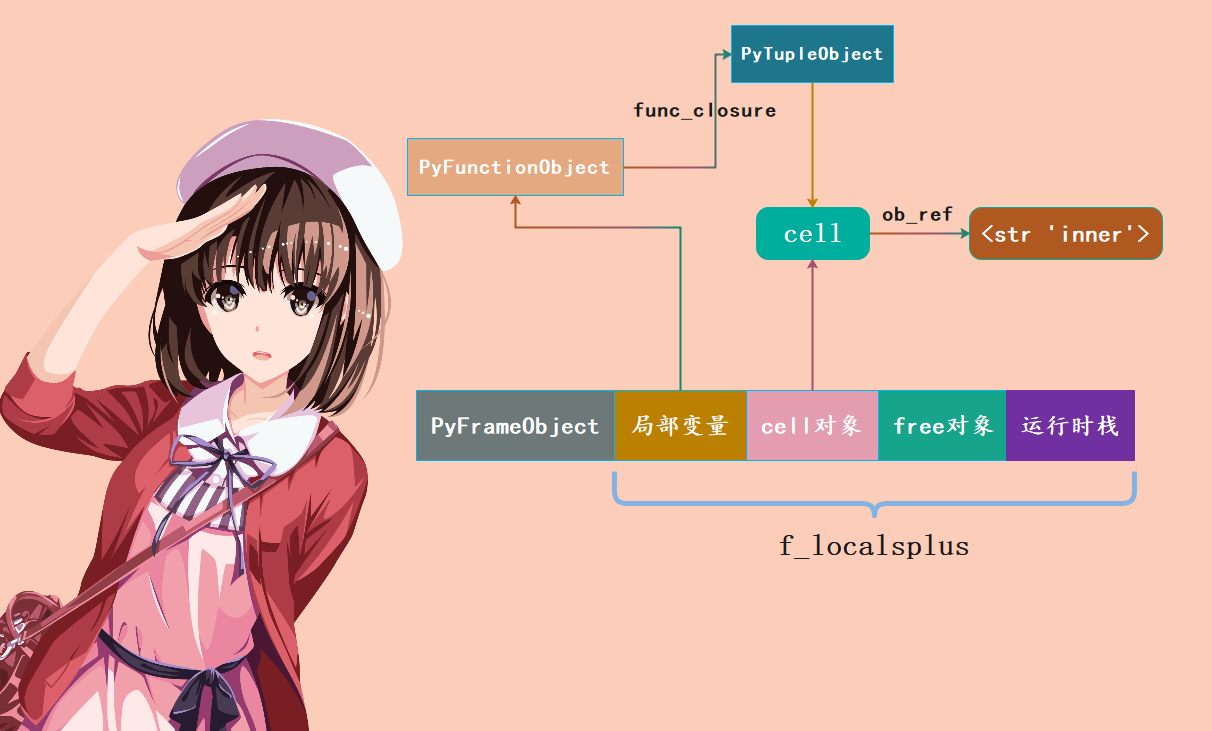 PyTupleObject
func_closure
PyFunctionObject
cell
ob_ref
<str 'inner'>
PyFrameObject
局部变量
cell对象
free对象
运行时栈
f_localsplus